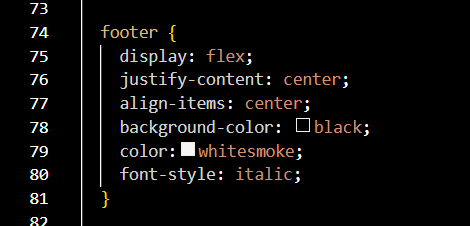 73
74 footer {
75 display: flex;
76 justify-content: center;
77 align-items: center;
78 background-color: black;
79 color: whitesmoke;
80 font-style: italic;
81 }
82